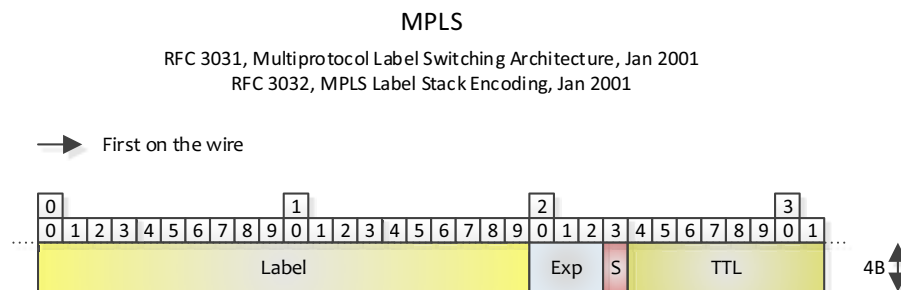 MPLS
RFC 3031, Multiprotocol Label Switching Architecture, Jan 2001
RFC 3032, MPLS Label Stack Encoding, Jan 2001
First on the wire
0 1 2 3
0 1 2 3 4 5 6 7 8 9 0 1 2 3 4 5 6 7 8 9 0 1 2 3 4 5 6 7 8 9 0 1
Label Exp S TTL 4B